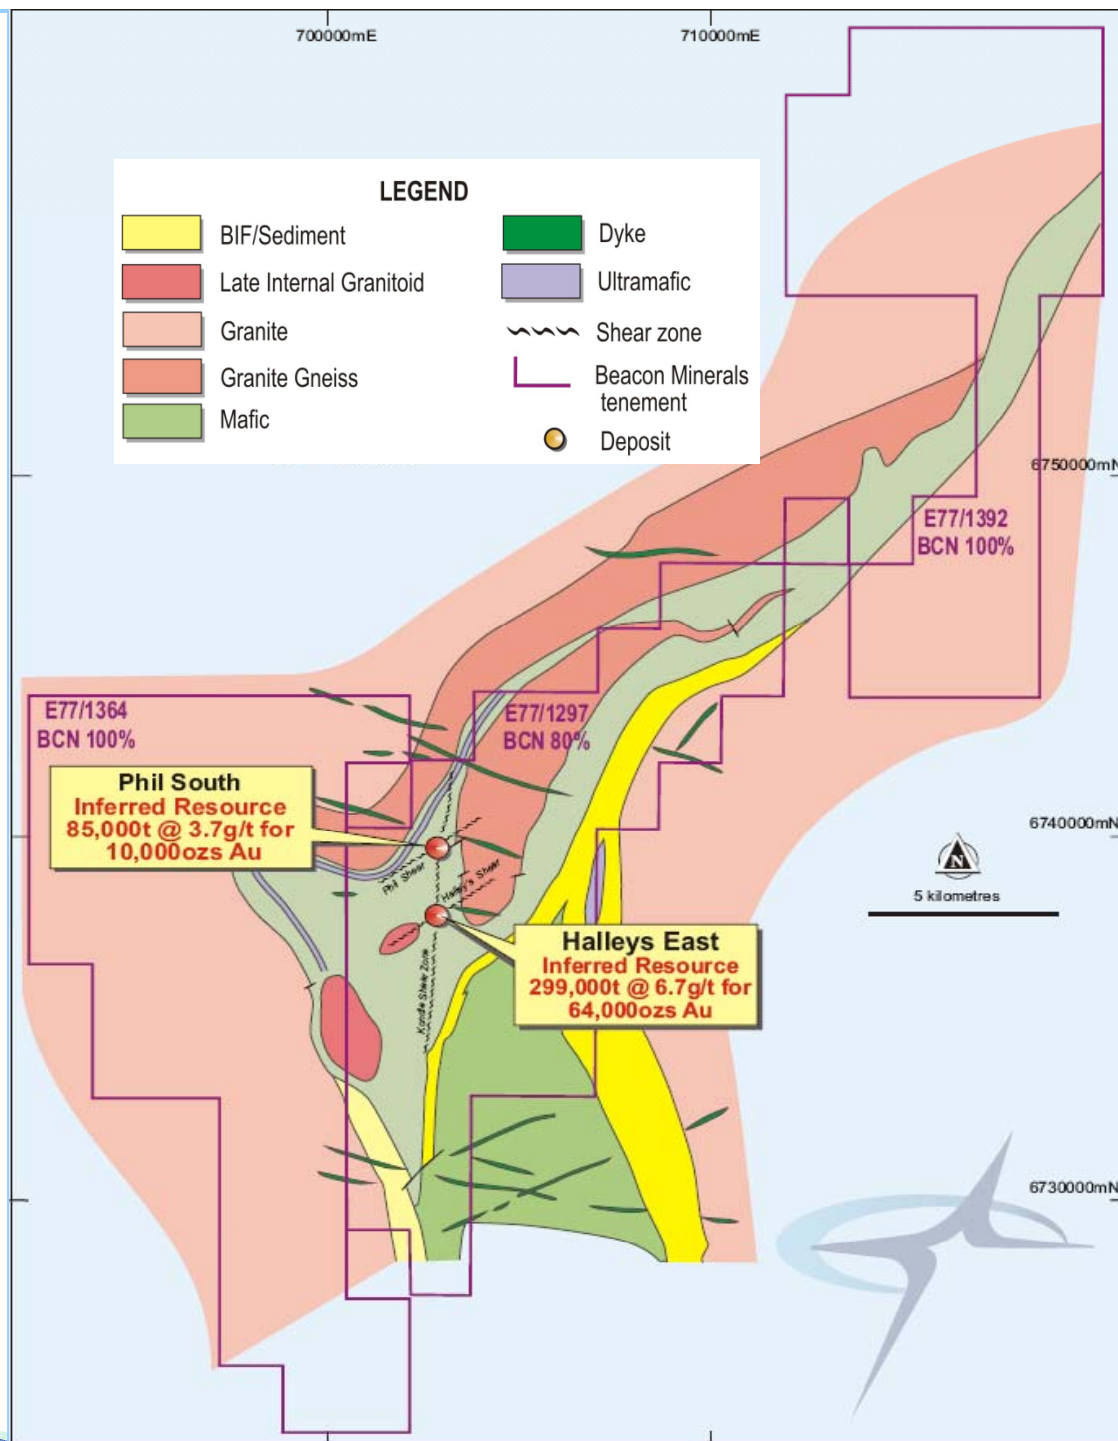 700000mE
710000mE
LEGEND
BIF/Sediment
Late Internal Granitoid
Granite
Granite Gneiss
Mafic
Dyke
Ultramafic
Shear zone
Beacon Minerals
tenement
Deposit
6750000mN
E77/1392
BCN 100%
E77/1364
BCN 100%
E77/1297
BCN 80%
Phil South
Inferred Resource
85,000t @ 3.7g/t for
10,000ozs Au
6740000mN
Phil Shear
Halley's Shear
N
5 kilometres
Halleys East
Inferred Resource
299,000t @ 6.7g/t for
64,000ozs Au
Shear Zone
6730000mN